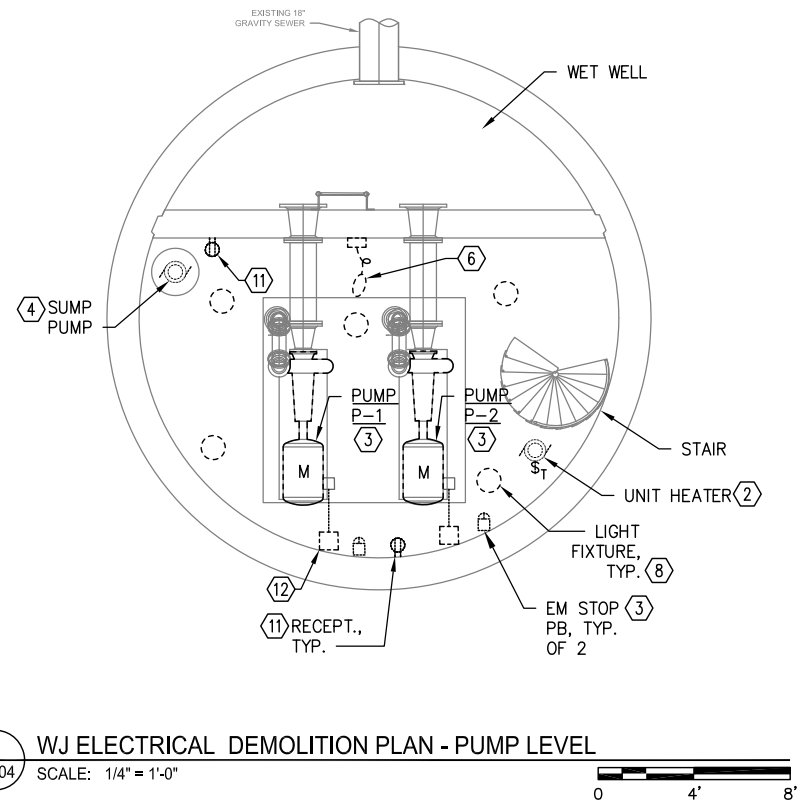 EXISTING 18"
GRAVITY SEWER
WET WELL
6
11
4 SUMP
PUMP
PUMP
P-1
3
PUMP
P-2
3
M
M
STAIR
$T
UNIT HEATER 2
LIGHT
FIXTURE,
TYP. 8
12
EM STOP 3
PB, TYP.
OF 2
11 RECEPT.,
TYP.
04
WJ ELECTRICAL DEMOLITION PLAN - PUMP LEVEL
SCALE: 1/4" = 1'-0"
0 4' 8'